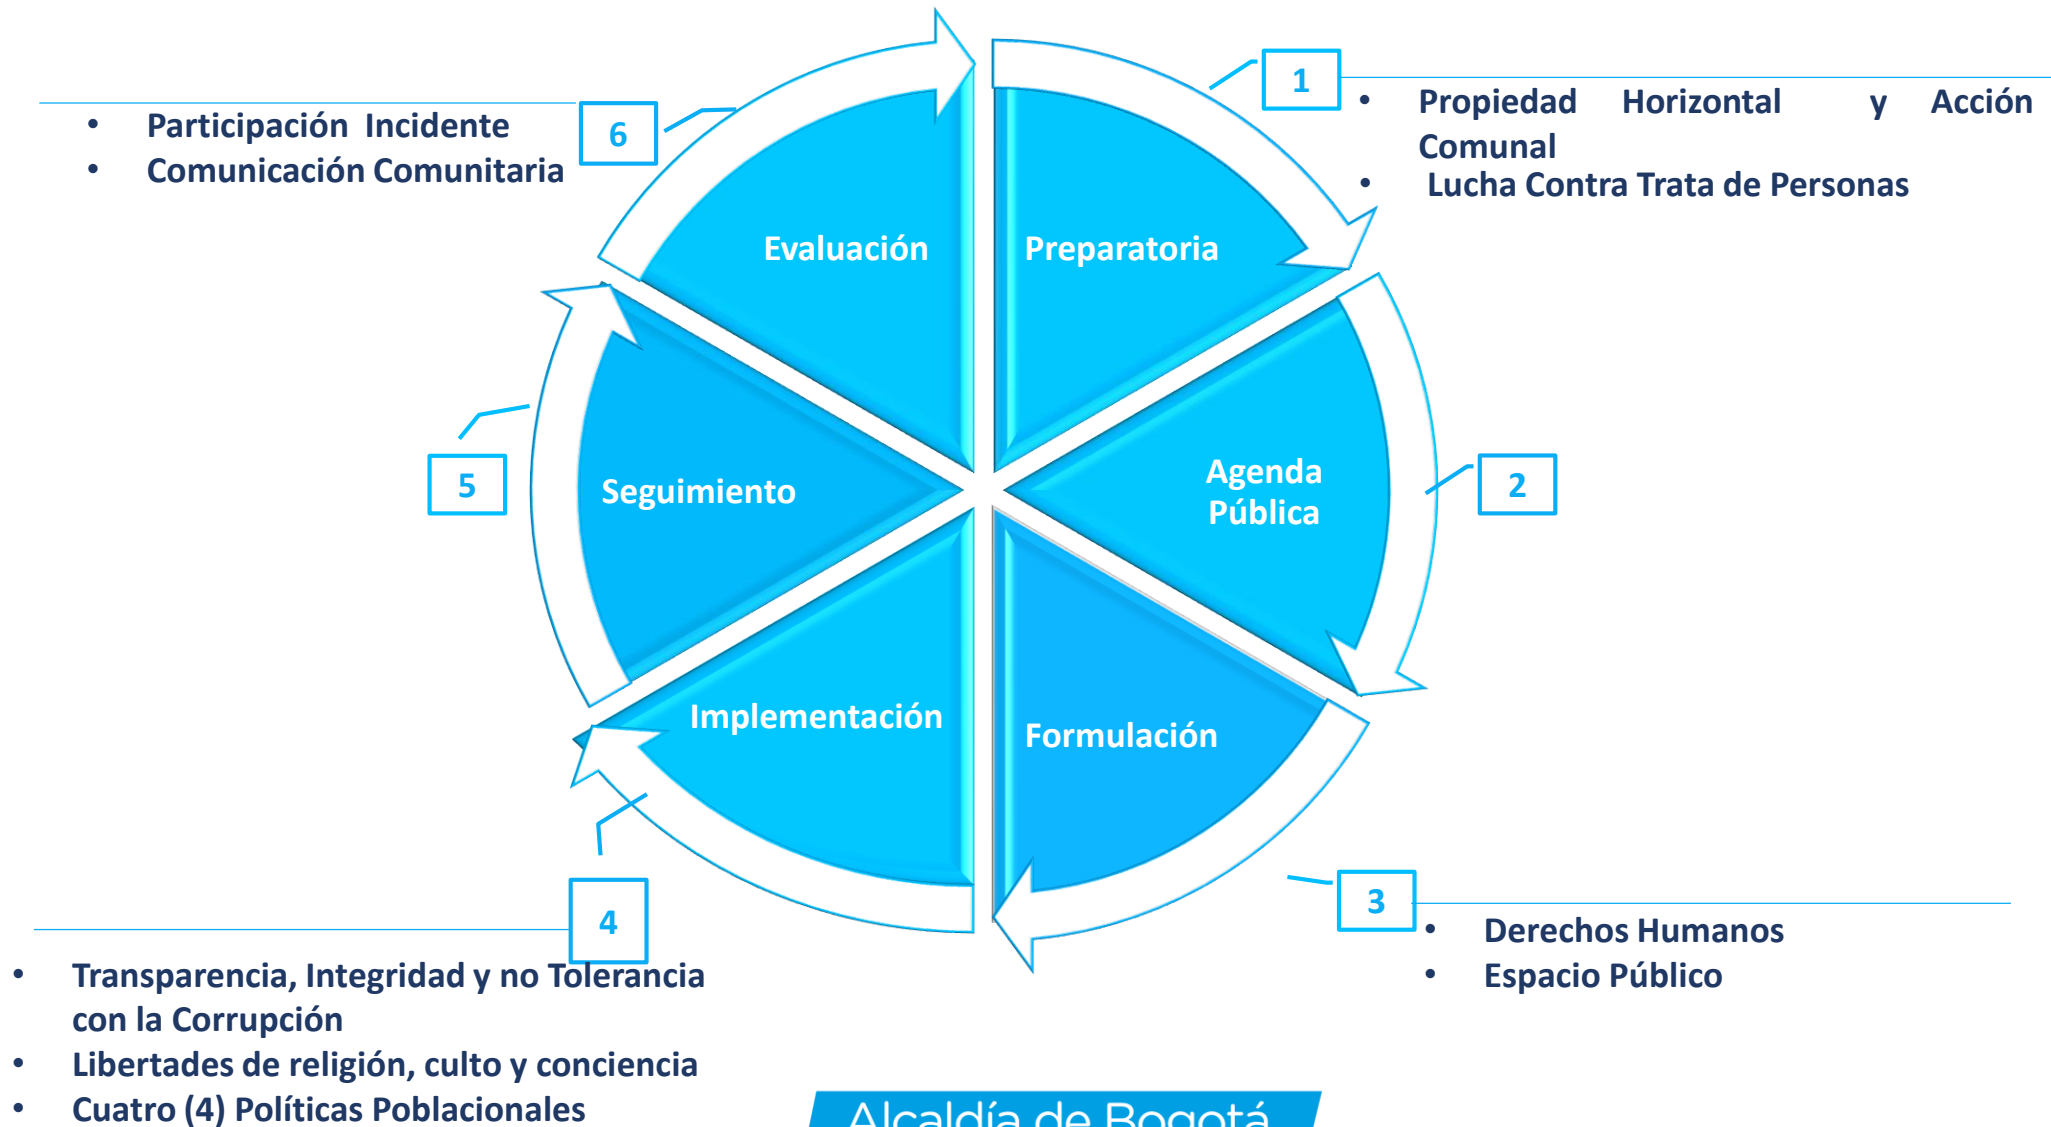 1
• Propiedad Horizontal y Acción
Comunal
• Lucha Contra Trata de Personas
6
• Participación Incidente
• Comunicación Comunitaria
Evaluación
Preparatoria
5
Seguimiento
Agenda
Pública
2
Implementación
Formulación
3
• Derechos Humanos
• Espacio Público
4
• Transparencia, Integridad y no Tolerancia
con la Corrupción
• Libertades de religión, culto y conciencia
• Cuatro (4) Políticas Poblacionales
Alcaldía de Bogotá